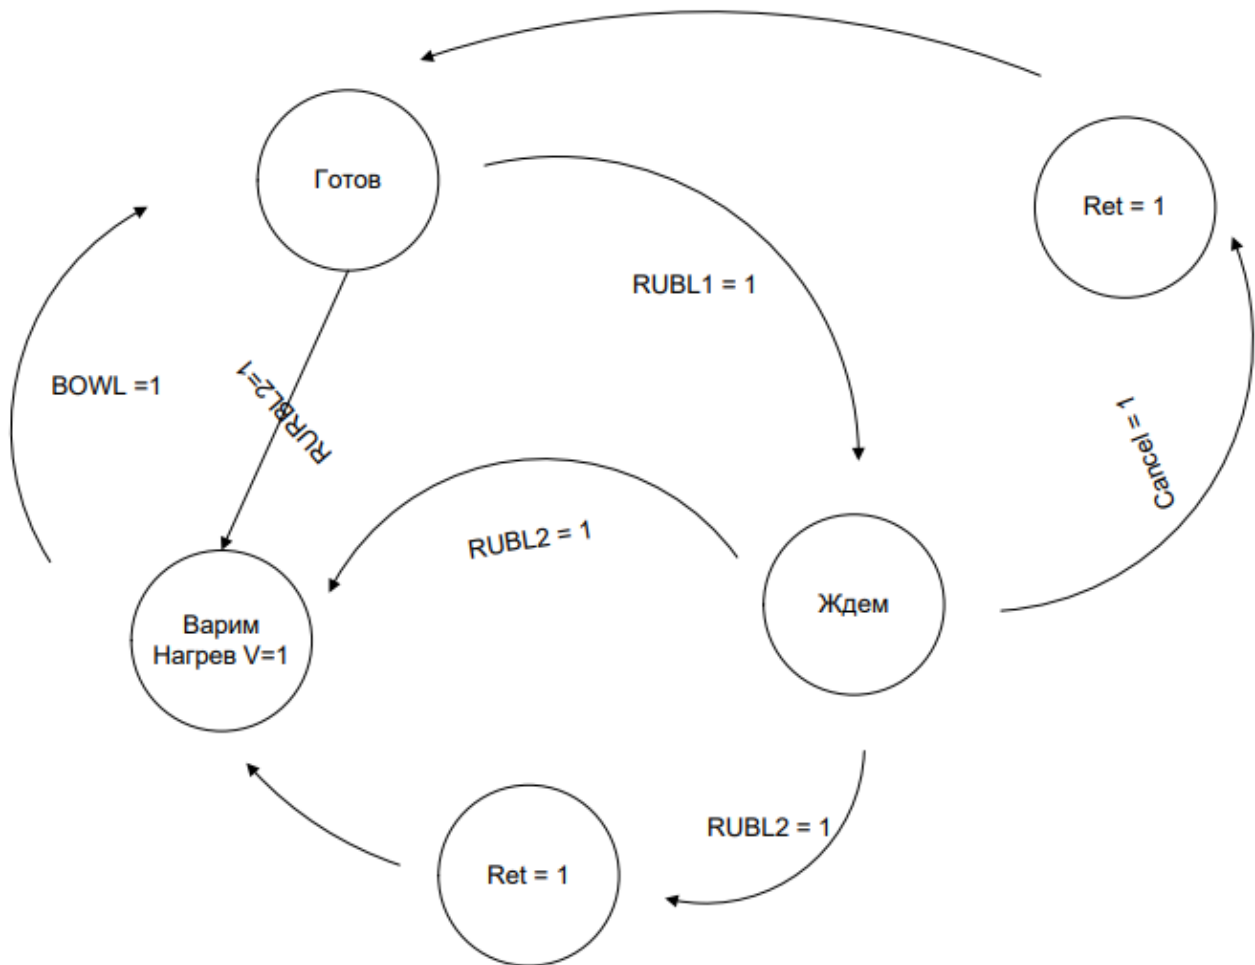 Готов
Ret = 1
RUBL1 = 1
BOWL =1
RURBL2=1
Cancel = 1
RUBL2 = 1
Ждем
Варим
Нагрев V=1
RUBL2 = 1
Ret = 1